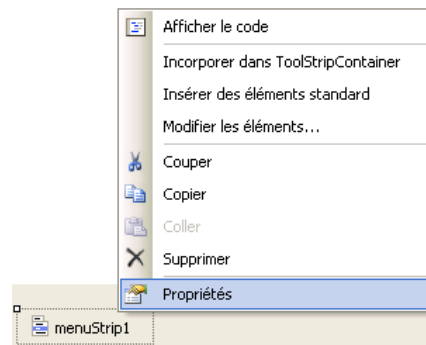 Afficher le code
Incorporer dans ToolStripContainer
Insérer des éléments standard
Modifier les éléments...
Couper
Copier
Coller
Supprimer
Propriétés
menuStrip1